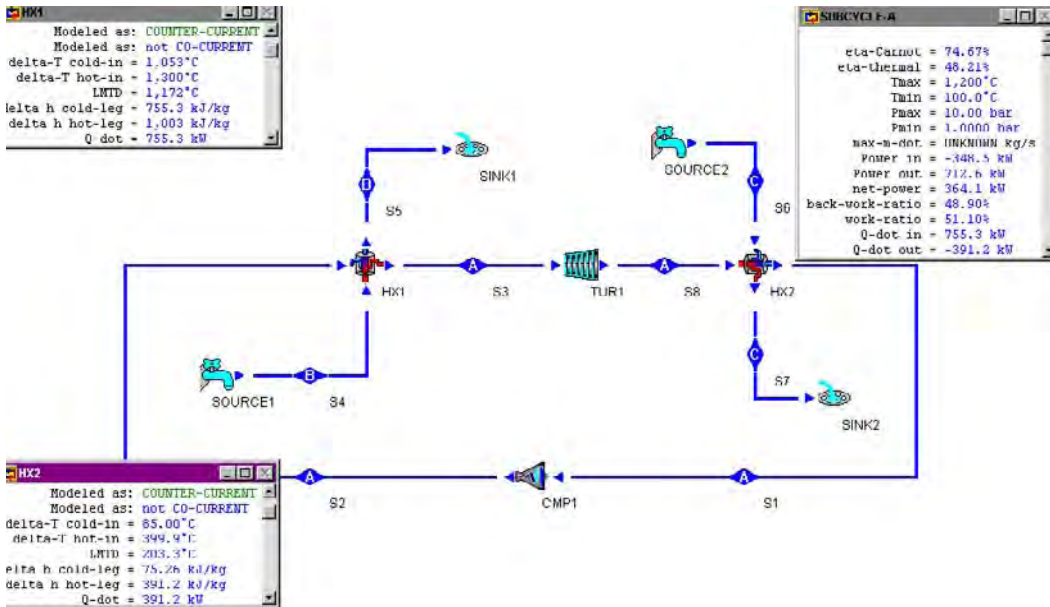 HX1
Modeled as: COUNTER-CURRENT
Modeled as: not CO-CURRENT
delta-T cold-in = 1,053°C
delta-T hot-in = 1,300°C
LMTD = 1,172°C
delta h cold-leg = 755.3 kJ/kg
delta h hot-leg = 1,003 kJ/kg
Q-dot = 755.3 kW
SUBCYCLE-A
eta-Carnot = 74.67%
eta-thermal = 48.21%
Tmax = 1,200°C
Tmin = 100.0°C
Pmax = 10.00 bar
Pmin = 1.0000 bar
max-m-dot = UNKNOWN kg/s
Power in = -348.5 kW
Power out = 712.6 kW
net-power = 364.1 kW
back-work-ratio = 48.90%
work-ratio = 51.10%
Q-dot in = 755.3 kW
Q-dot out = -391.2 kW
SINK1
SOURCE2
D
C
S5
S6
A
A
HX1
S3
TUR1
S8
HX2
C
B
S7
SOURCE1
S4
SINK2
A
A
S2
CMP1
S1
HX2
Modeled as: COUNTER-CURRENT
Modeled as: not CO-CURRENT
delta-T cold-in = 85.00°C
delta-T hot-in = 399.9°C
LMTD = 203.3°C
elta h cold-leg = 75.26 kJ/kg
delta h hot-leg = 391.2 kJ/kg
Q-dot = 391.2 kW